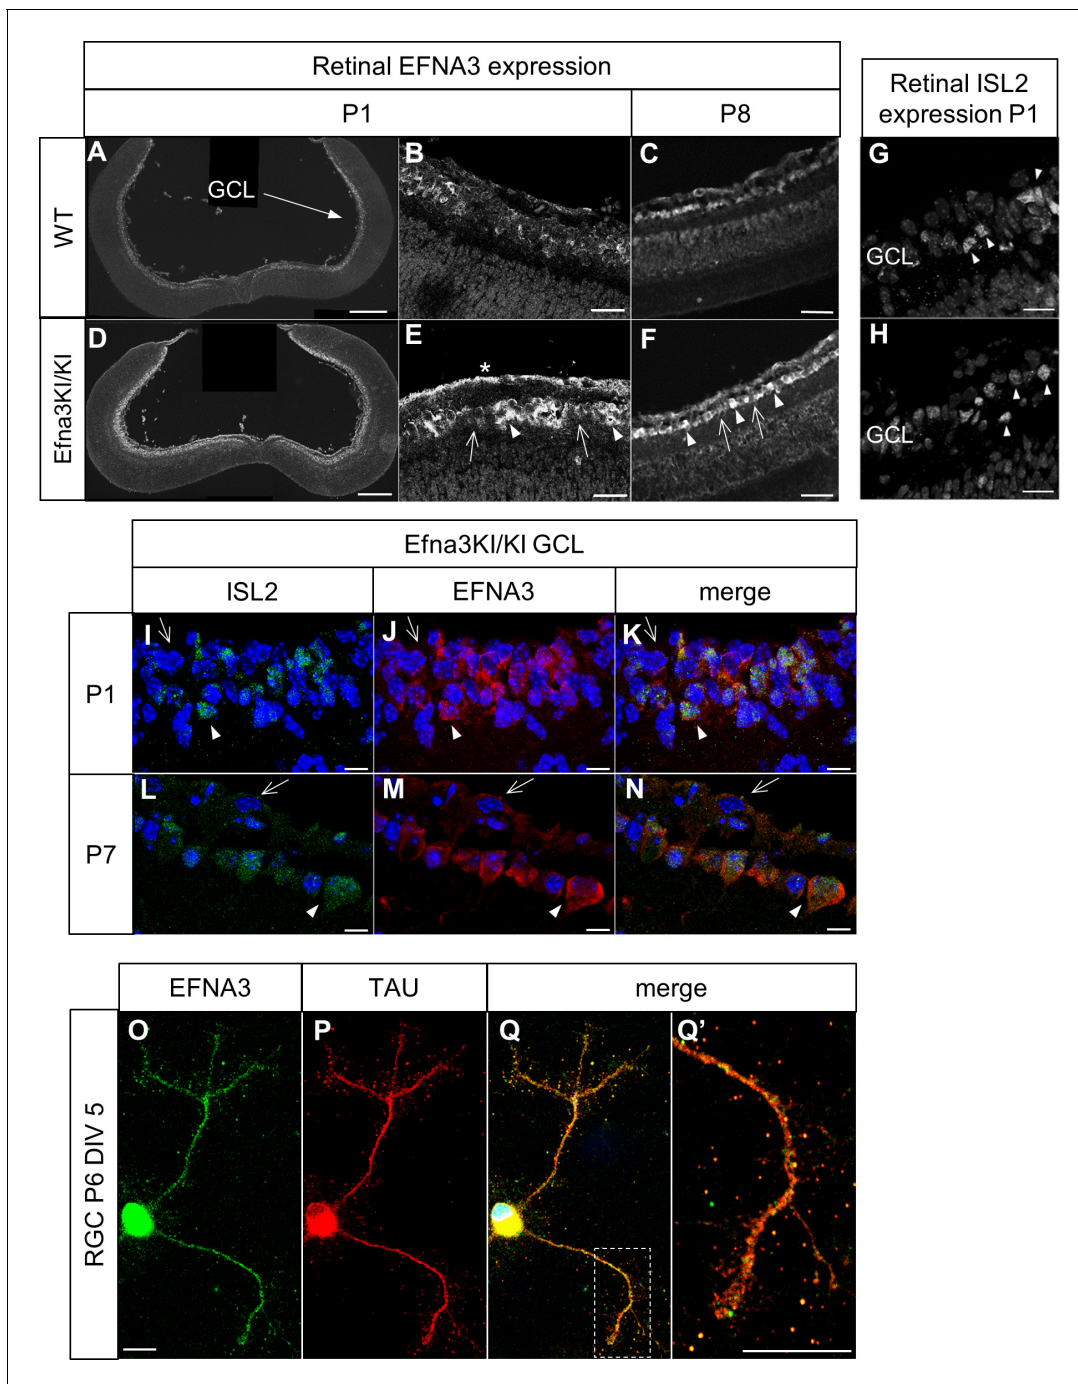 Retinal EFNA3 expression
P1
P8
Retinal ISL2
expression P1
WT
A
GCL
B
C
G
GCL
Efna3KI/KI
D
E
*
F
H
GCL
Efna3KI/KI GCL
ISL2
EFNA3
merge
P1
I
J
K
P7
L
M
N
EFNA3
TAU
merge
RGC P6 DIV 5
O
P
Q
Q’